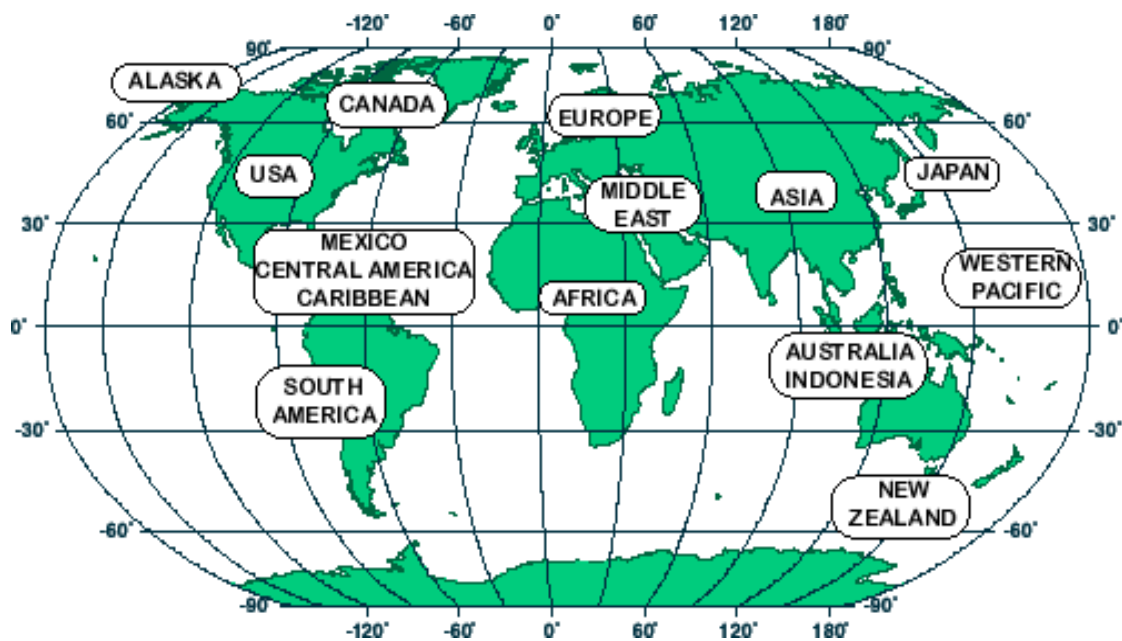 -120° -60° 0° 60° 120° 180°
90° 90°
ALASKA
CANADA
EUROPE
60° 60°
USA
JAPAN
MIDDLE
EAST
ASIA
30° 30°
MEXICO
CENTRAL AMERICA
CARIBBEAN
WESTERN
PACIFIC
AFRICA
0° 0°
AUSTRALIA
INDONESIA
SOUTH
AMERICA
-30° -30°
NEW
ZEALAND
-60° -60°
-90° -90°
-120° -60° 0° 60° 120° 180°